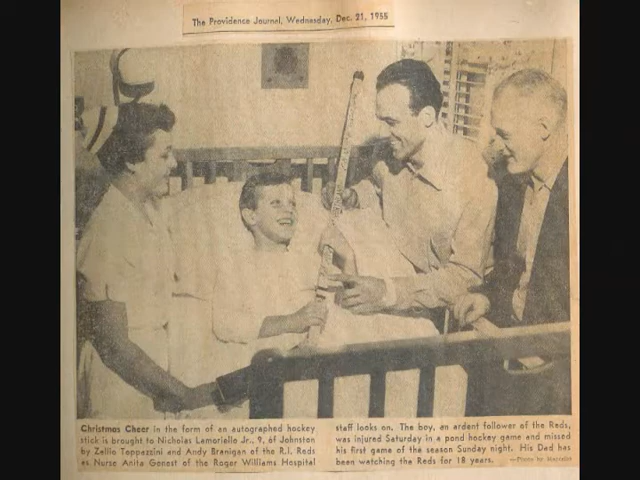 The Providence Journal, Wednesday, Dec. 21, 1955
Christmas Cheer in the form of an autographed hockey
stick is brought to Nicholas Lamoriello Jr., 9, of Johnston
by Zellio Toppazzini and Andy Branigan of the R.I. Reds
as Nurse Anita Genest of the Roger Williams Hospital
staff looks on. The boy, an ardent follower of the Reds,
was injured Saturday in a pond hockey game and missed
his first game of the season Sunday night. His Dad has
been watching the Reds for 18 years. —Photo by